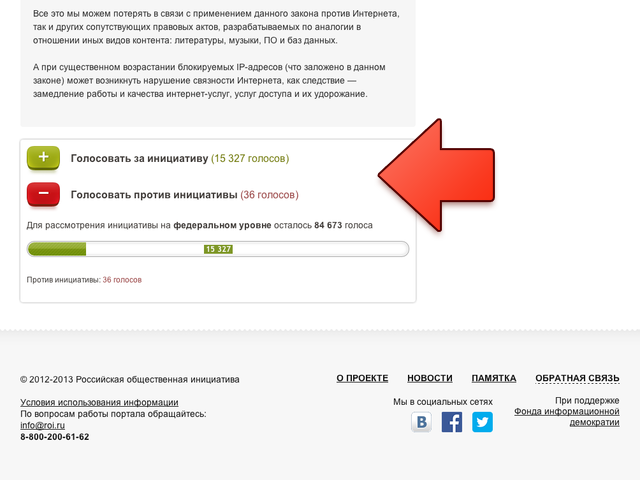 Все это мы можем потерять в связи с применением данного закона против Интернета,
так и других сопутствующих правовых актов, разрабатываемых по аналогии в
отношении иных видов контента: литературы, музыки, ПО и баз данных.
А при существенном возрастании блокируемых IP-адресов (что заложено в данном
законе) может возникнуть нарушение связности Интернета, как следствие —
замедление работы и качества интернет-услуг, услуг доступа и их удорожание.
+ Голосовать за инициативу (15 327 голосов)
− Голосовать против инициативы (36 голосов)
Для рассмотрения инициативы на федеральном уровне осталось 84 673 голоса
15 327
Против инициативы: 36 голосов
© 2012-2013 Российская общественная инициатива
Условия использования информации
По вопросам работы портала обращайтесь:
info@roi.ru
8-800-200-61-62
О ПРОЕКТЕ НОВОСТИ ПАМЯТКА ОБРАТНАЯ СВЯЗЬ
Мы в социальных сетях
В f
При поддержке
Фонда информационной
демократии